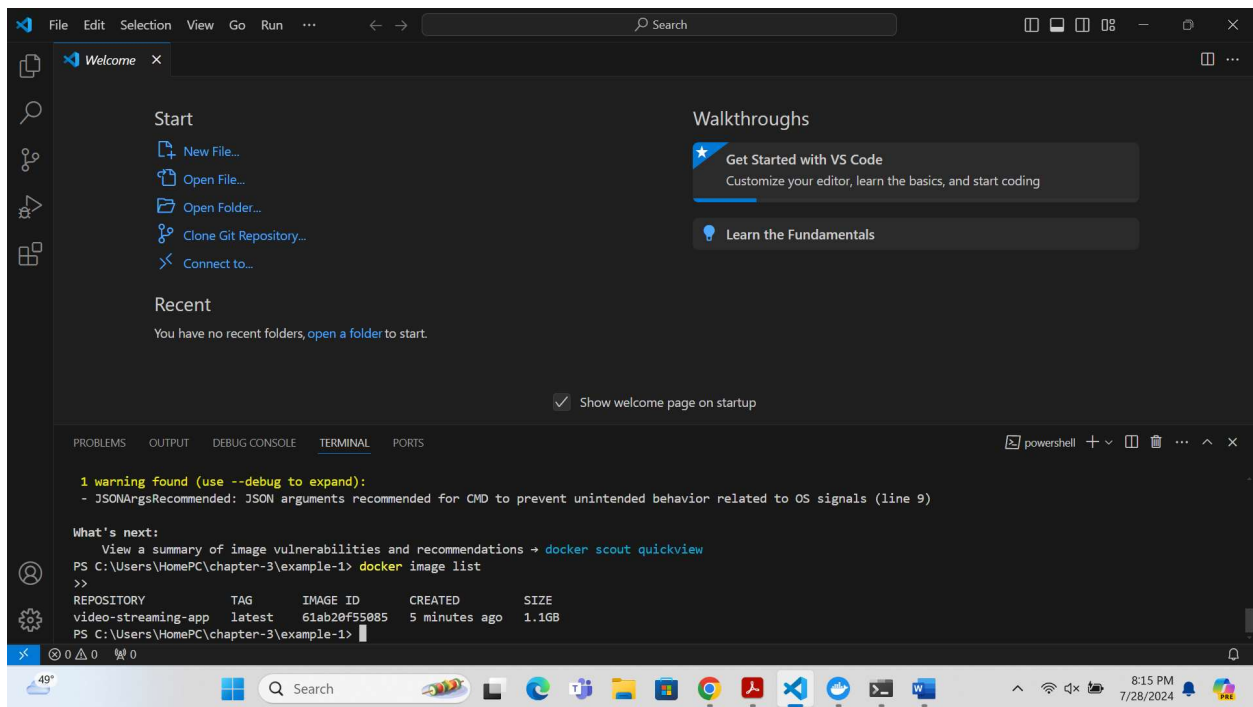 File Edit Selection View Go Run ··· Search
Welcome
Start
New File...
Open File...
Open Folder...
Clone Git Repository...
Connect to...
Recent
You have no recent folders, open a folder to start.
Walkthroughs
Get Started with VS Code
Customize your editor, learn the basics, and start coding
Learn the Fundamentals
Show welcome page on startup
PROBLEMS OUTPUT DEBUG CONSOLE TERMINAL PORTS powershell
1 warning found (use --debug to expand):
- JSONArgsRecommended: JSON arguments recommended for CMD to prevent unintended behavior related to OS signals (line 9)
What's next:
View a summary of image vulnerabilities and recommendations → docker scout quickview
PS C:\Users\HomePC\chapter-3\example-1> docker image list
>>
REPOSITORY TAG IMAGE ID CREATED SIZE
video-streaming-app latest 61ab20f55085 5 minutes ago 1.1GB
PS C:\Users\HomePC\chapter-3\example-1>
0 0 0
49°
Search
8:15 PM
7/28/2024
PRE